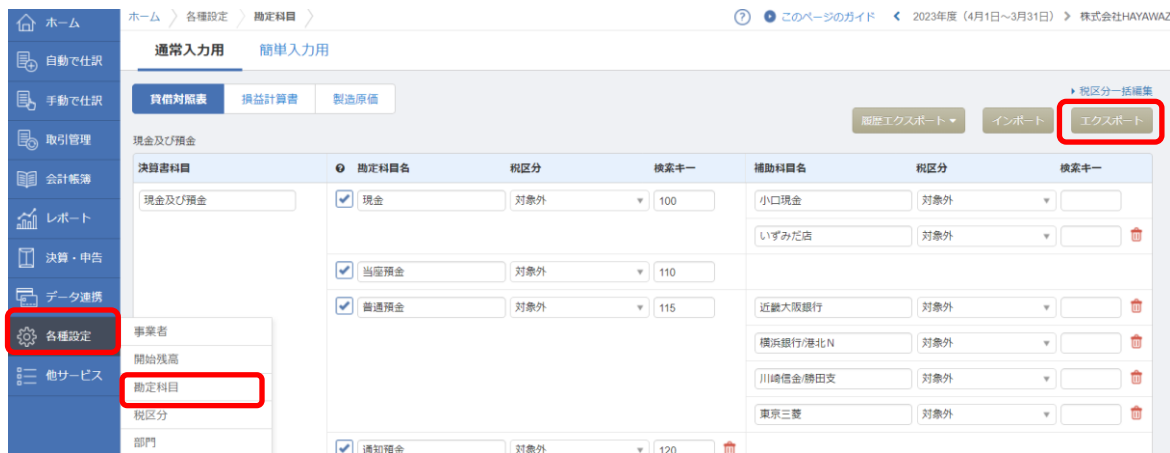 ホーム
自動で仕訳
手動で仕訳
取引管理
会計帳簿
レポート
決算・申告
データ連携
各種設定
他サービス
事業者
開始残高
勘定科目
税区分
部門
ホーム 各種設定 勘定科目
? このページのガイド 2023年度（4月1日～3月31日） 株式会社HAYAWAZ
通常入力用 簡単入力用
貸借対照表 損益計算書 製造原価
税区分一括編集
履歴エクスポート インポート エクスポート
現金及び預金
決算書科目 ? 勘定科目名 税区分 検索キー 補助科目名 税区分 検索キー
現金及び預金 現金 対象外 100 小口現金 対象外
いずみだ店 対象外
当座預金 対象外 110
普通預金 対象外 115 近畿大阪銀行 対象外
横浜銀行/港北N 対象外
川崎信金/勝田支 対象外
東京三菱 対象外
通知預金 対象外 120